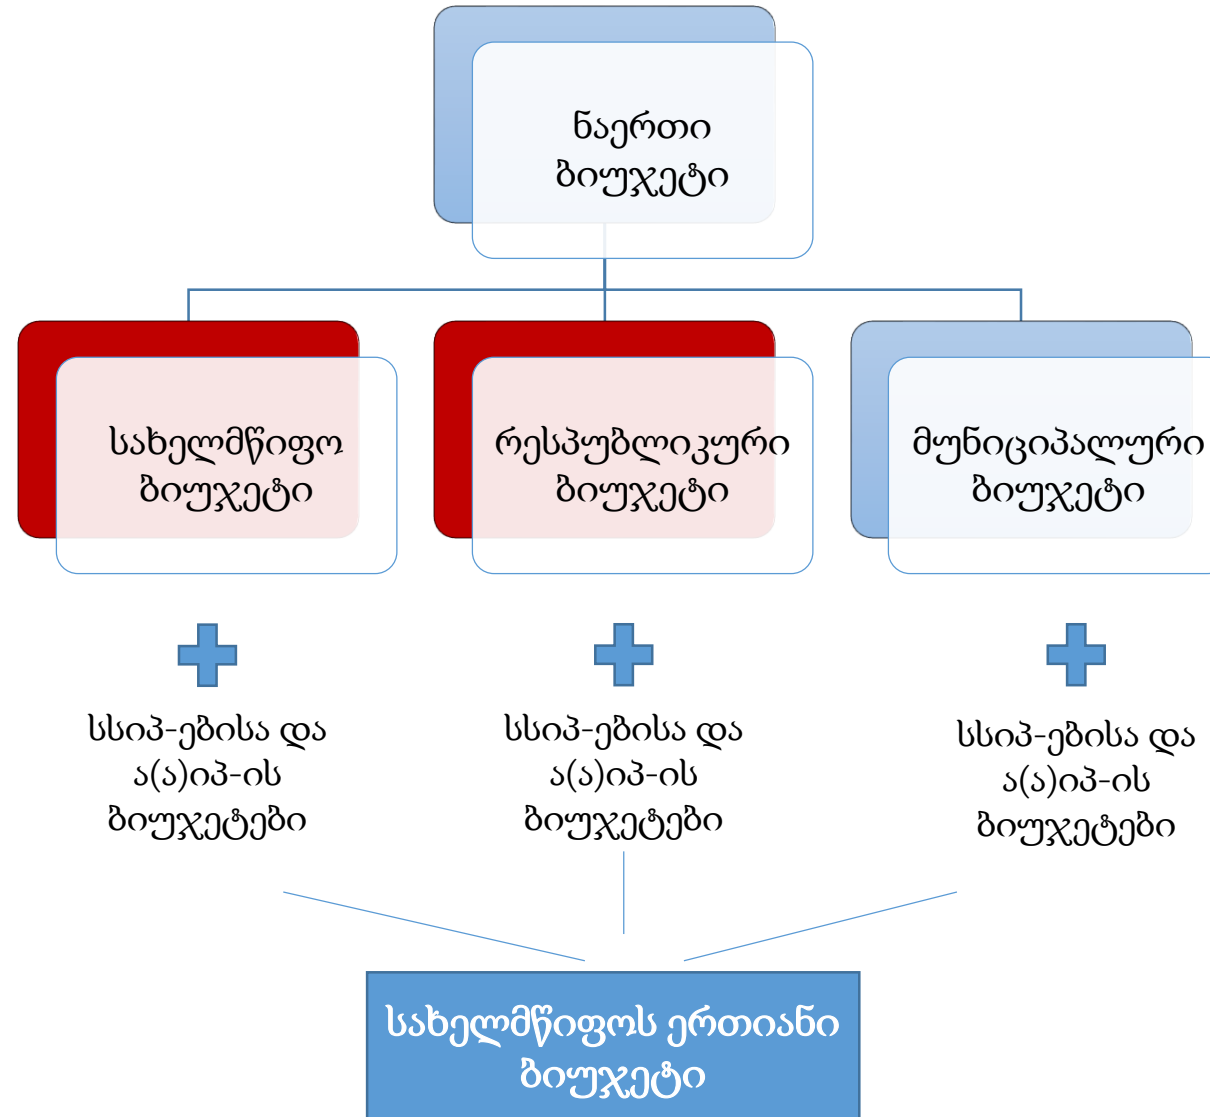 ნაერთი
ბიუჯეტი
სახელმწიფო
ბიუჯეტი
რესპუბლიკური
ბიუჯეტი
მუნიციპალური
ბიუჯეტი
სსიპ-ებისა და
ა(ა)იპ-ის
ბიუჯეტები
სსიპ-ებისა და
ა(ა)იპ-ის
ბიუჯეტები
სსიპ-ებისა და
ა(ა)იპ-ის
ბიუჯეტები
სახელმწიფოს ერთიანი
ბიუჯეტი